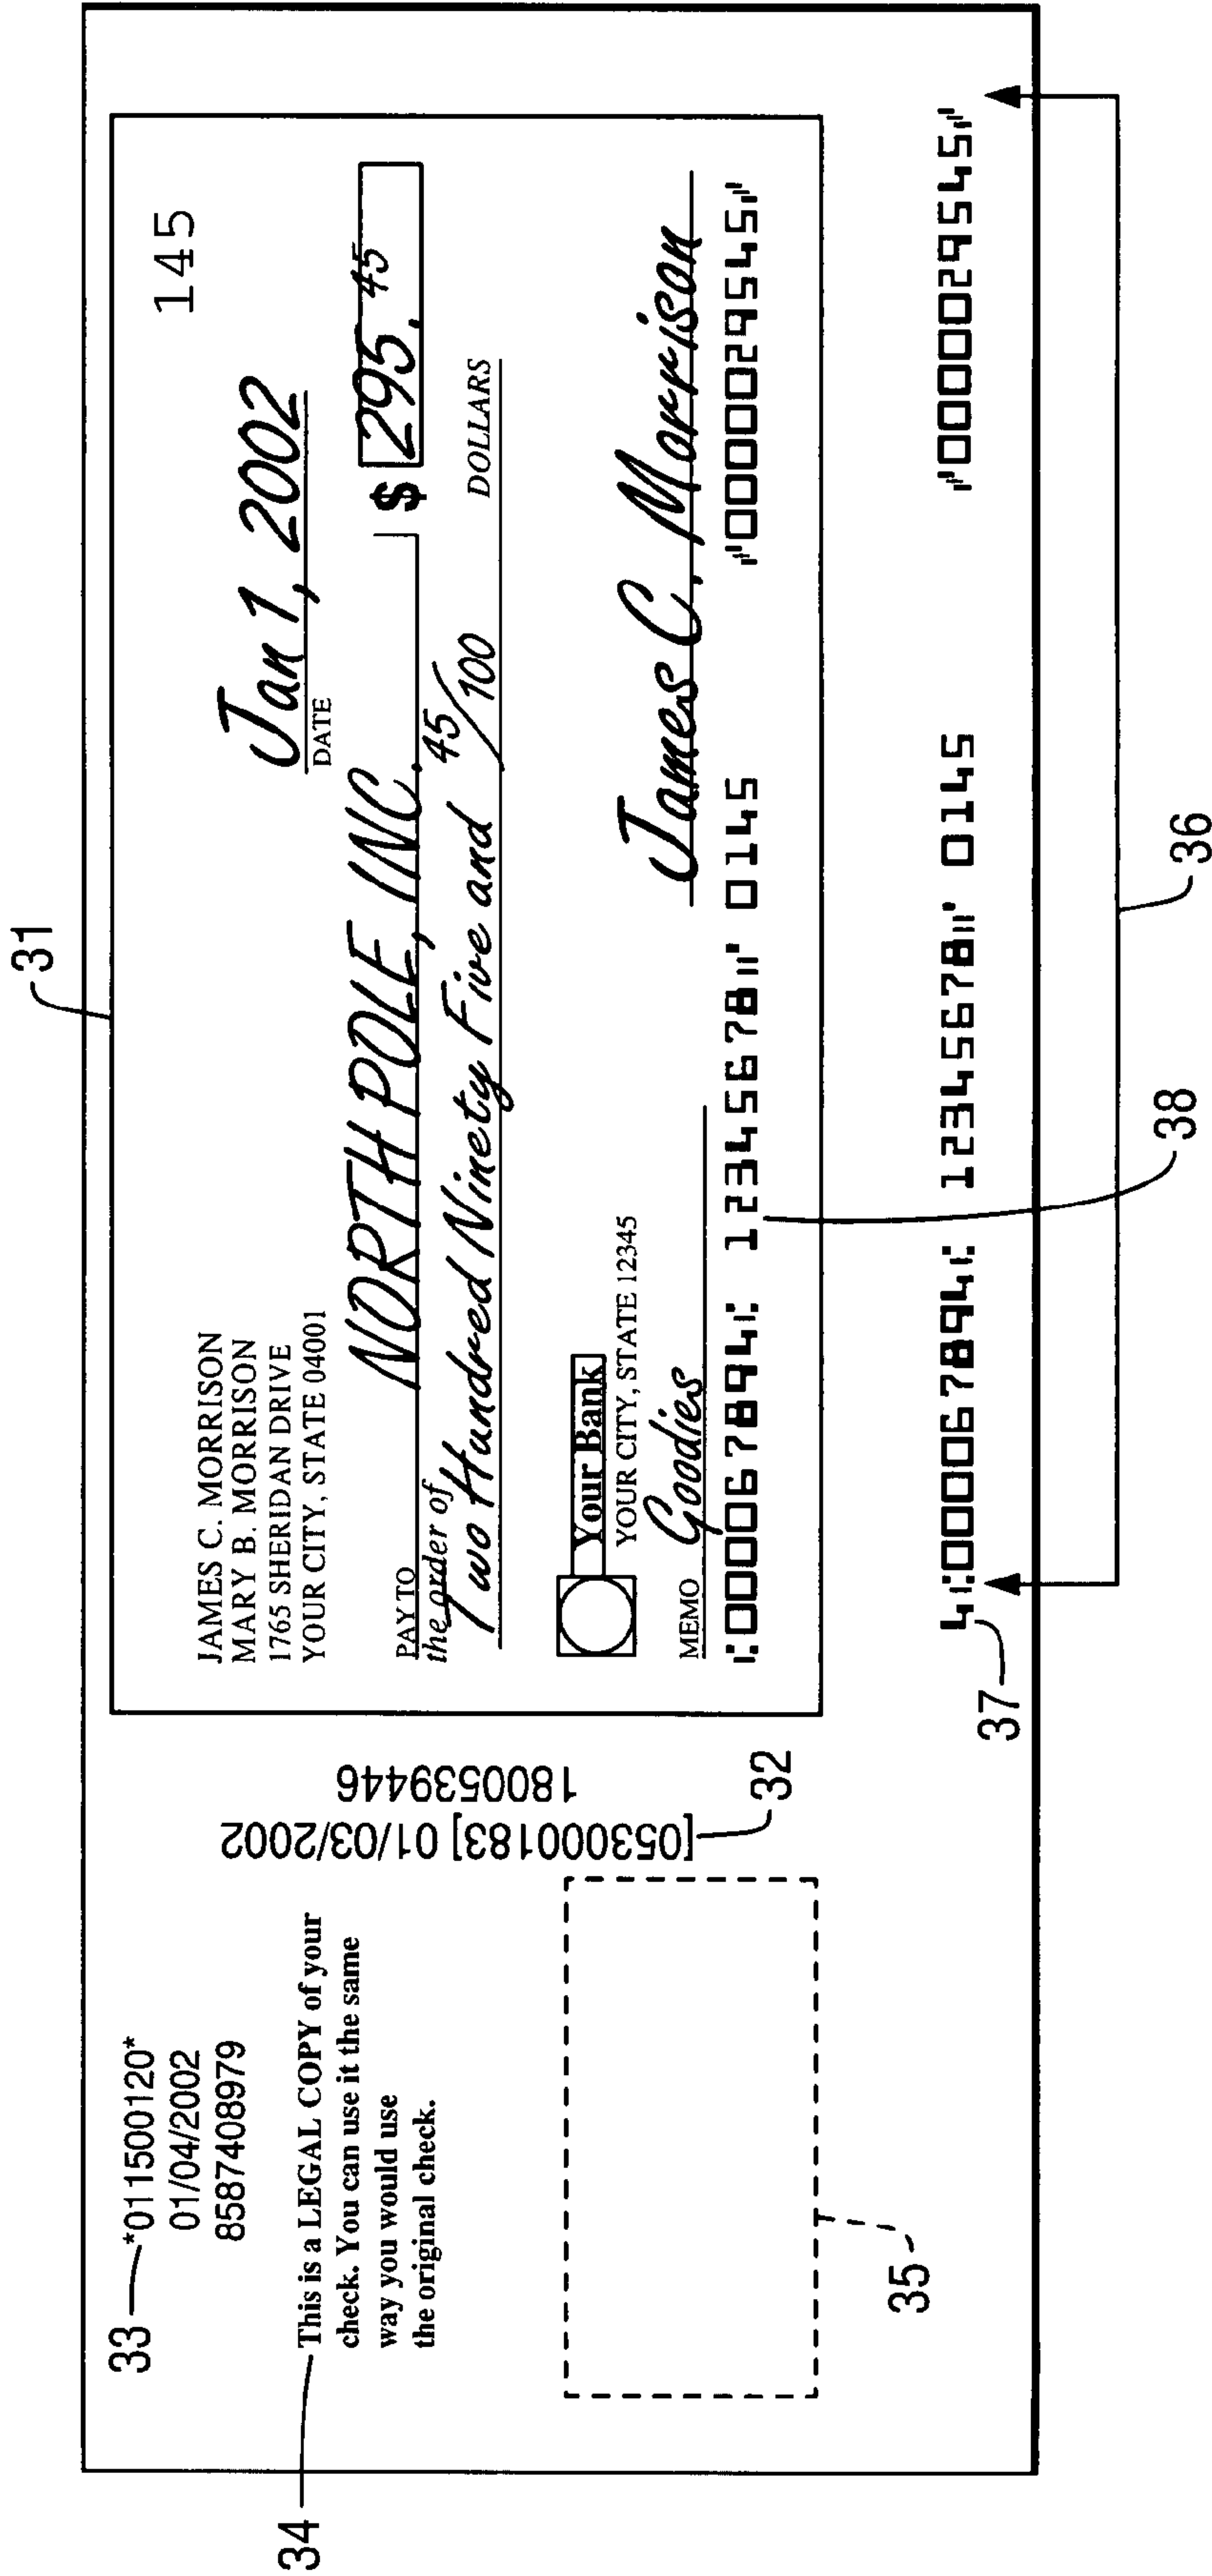 31
33
*011500120*
01/04/2002
8587408979
34
This is a LEGAL COPY of your
check. You can use it the same
way you would use
the original check.
35
[053000183] 01/03/2002
1800539446
32
JAMES C. MORRISON
MARY B. MORRISON
1765 SHERIDAN DRIVE
YOUR CITY, STATE 04001
145
Jan 1, 2002
DATE
PAY TO
the order of
NORTH POLE, INC.
$ 295.45
Two Hundred Ninety Five and 45/100
DOLLARS
Your Bank
YOUR CITY, STATE 12345
MEMO Goodies
James C. Morrison
⑆00067894⑆ 12345678⑈ 0145 ⑇0000029545⑇
4⑆000067894⑆ 12345678⑈ 0145 ⑇0000029545⑇
37
38
36